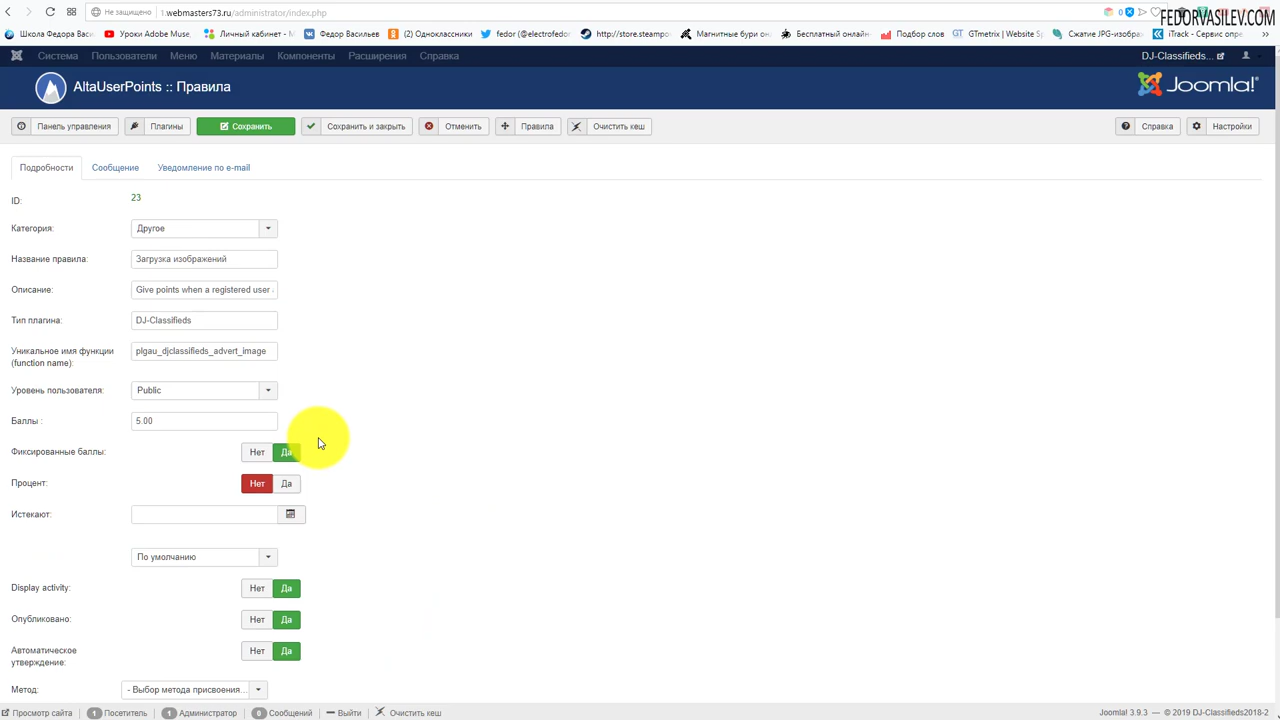 Не защищено
1.webmasters73.ru/administrator/index.php
0
FEDORVASILEV.COM
Школа Федора Васи
Уроки Adobe Muse,
Личный кабинет - М
Федор Васильев
(2) Одноклассники
fedor (@electrofedor
http://store.steampo
Магнитные бури он
Бесплатный онлайн
Подбор слов
GTmetrix | Website Sp
Сжатие JPG-изображ
iTrack - Сервис опре
Система
Пользователи
Меню
Материалы
Компоненты
Расширения
Справка
DJ-Classifieds...
AltaUserPoints :: Правила
Joomla!®
Панель управления
Плагины
Сохранить
Сохранить и закрыть
Отменить
Правила
Очистить кеш
Справка
Настройки
Подробности
Сообщение
Уведомление по e-mail
ID: 23
Категория: Другое
Название правила: Загрузка изображений
Описание: Give points when a registered user
Тип плагина: DJ-Classifieds
Уникальное имя функции
(function name): plgau_djclassifieds_advert_image
Уровень пользователя: Public
Баллы : 5.00
Фиксированные баллы: Нет Да
Процент: Нет Да
Истекают:
По умолчанию
Display activity: Нет Да
Опубликовано: Нет Да
Автоматическое
утверждение: Нет Да
Метод: - Выбор метода присвоения...
Просмотр сайта
1 Посетитель
1 Администратор
0 Сообщений
Выйти
Очистить кеш
Joomla! 3.9.3 — © 2019 DJ-Classifieds2018-2